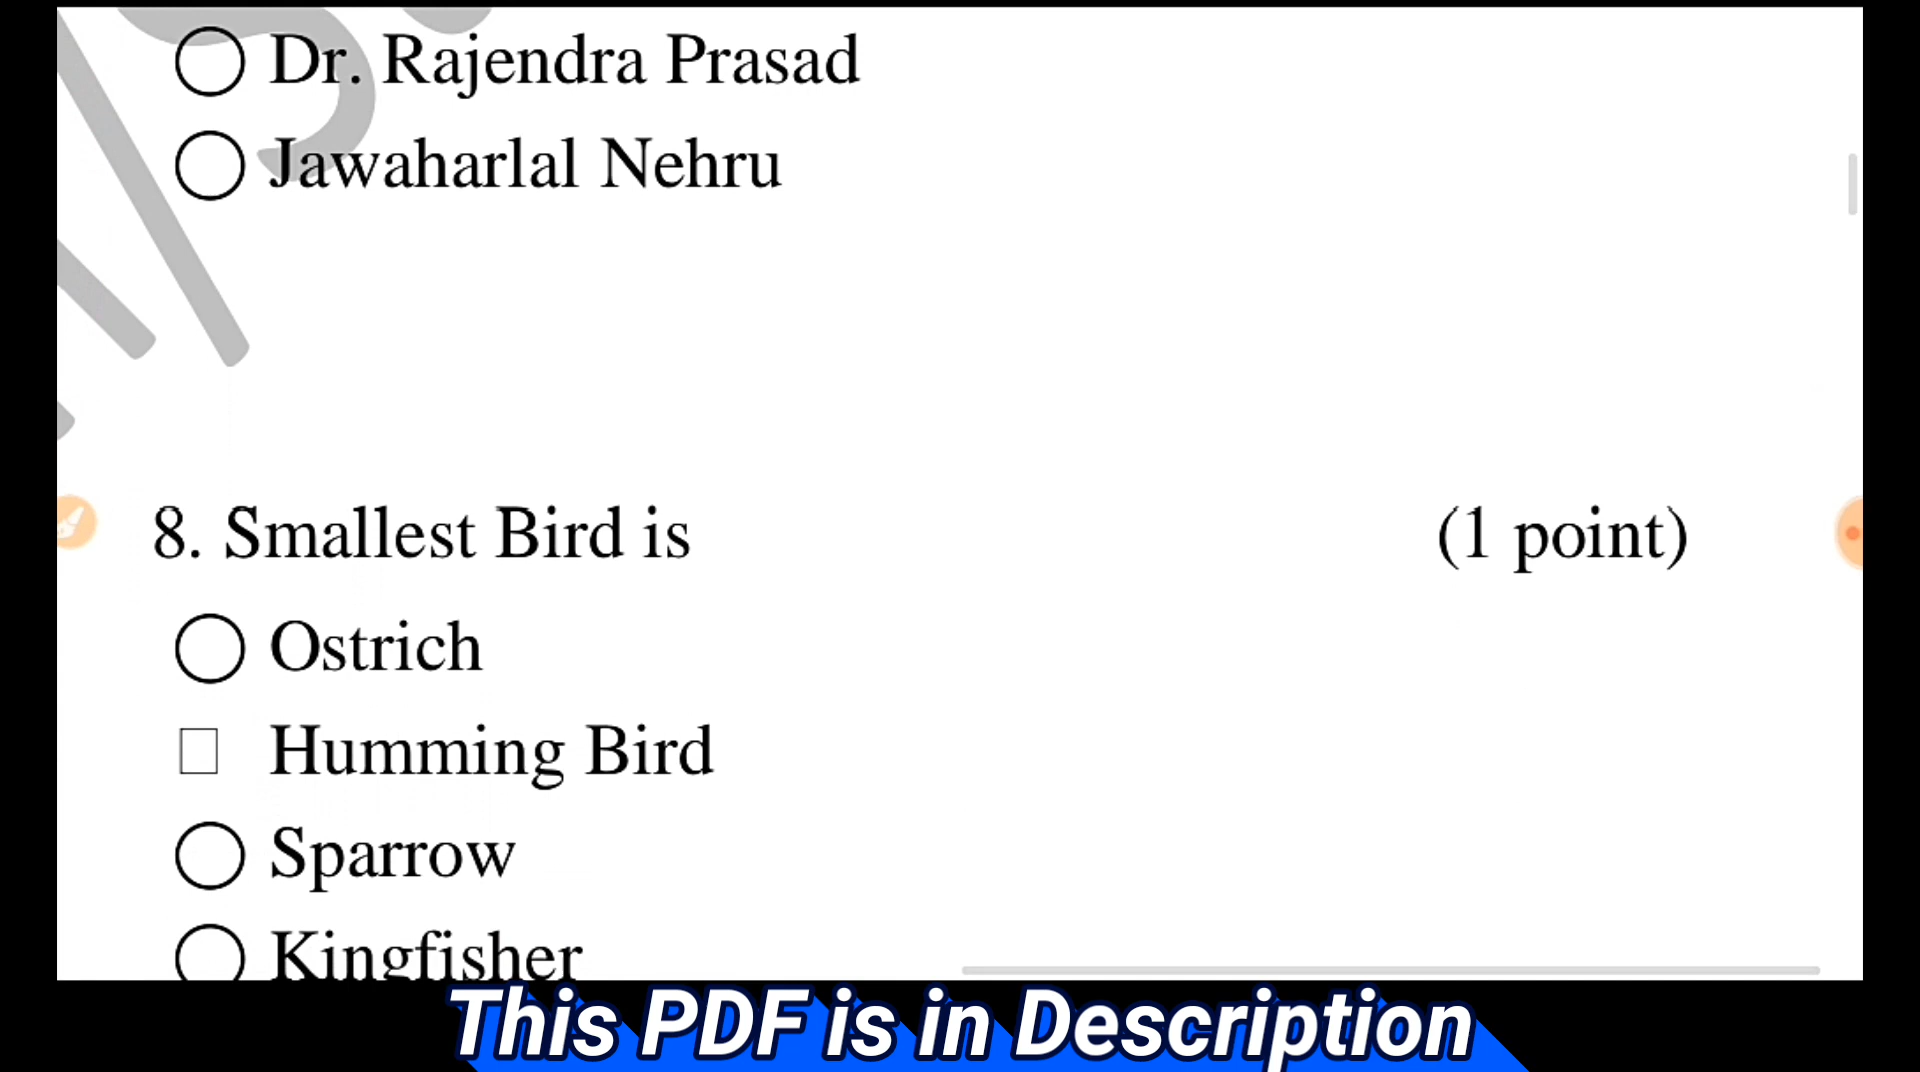 Dr. Rajendra Prasad
Jawaharlal Nehru
8. Smallest Bird is (1 point)
Ostrich
Humming Bird
Sparrow
Kingfisher
This PDF is in Description